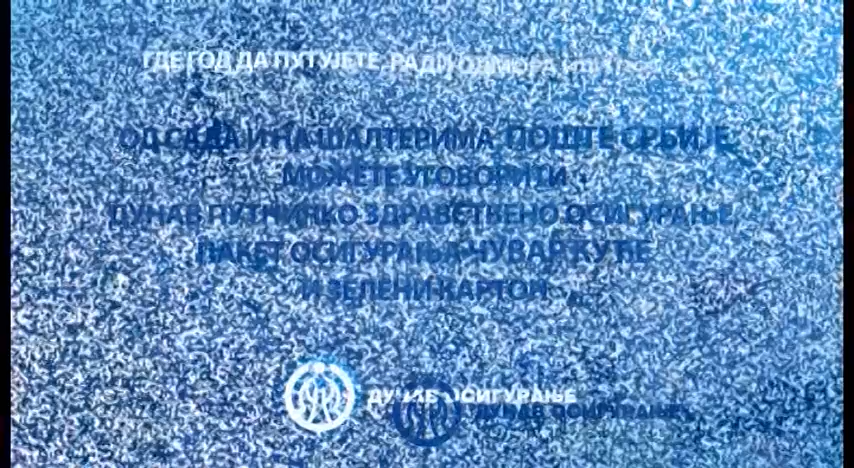 ГДЕ ГОД ДА ПУТУЈЕТЕ, РАДИ ОДМОРА ИЛИ
ОД САДА И НА ШАЛТЕРИМА ПОШТЕ СРБИЈЕ
МОЖЕТЕ УГОВОРИТИ
ДУНАВ ПУТНИЧКО ЗДРАВСТВЕНО ОСИГУРАЊЕ
ПАКЕТ ОСИГУРАЊА ЧУВАР КУЋЕ
И ЗЕЛЕНИ КАРТОН
ДУНАВ ОСИГУРАЊЕ
ДУНАВ ОСИГУРАЊЕ